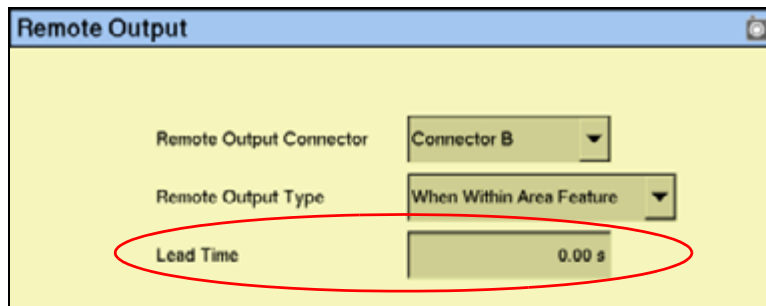 Remote Output
Remote Output Connector Connector B
Remote Output Type When Within Area Feature
Lead Time 0.00 s